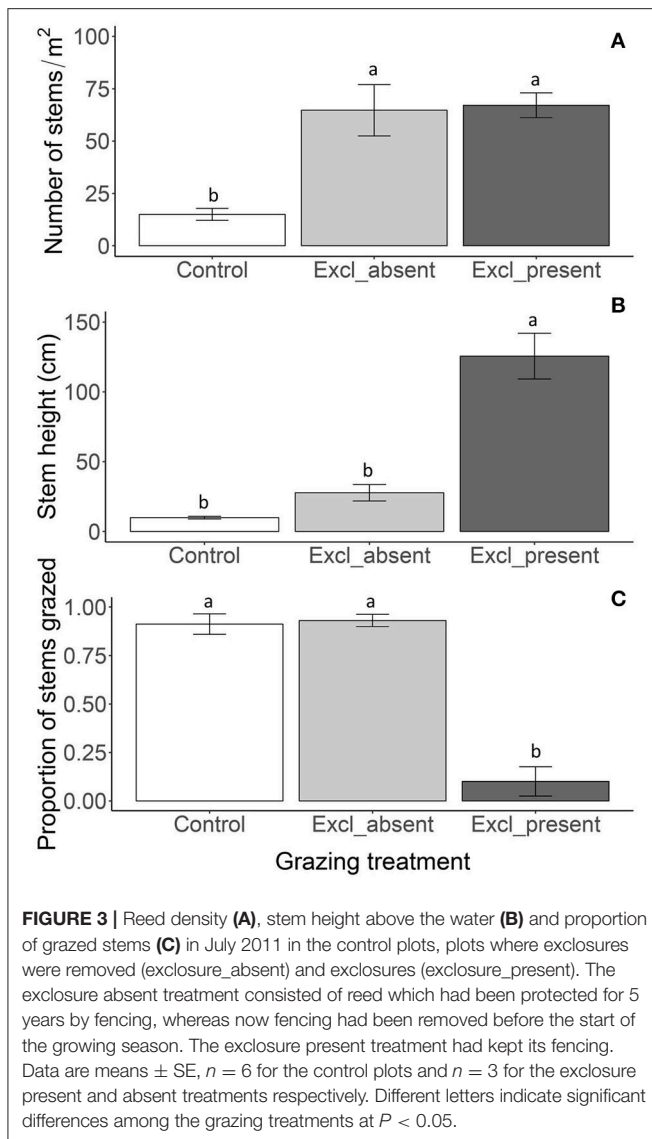 A
Number of stems/m²
100
75
50
25
0
b
a
a
Control Excl_absent Excl_present
B
Stem height (cm)
150
100
50
0
b
b
a
Control Excl_absent Excl_present
C
Proportion of stems grazed
1.00
0.75
0.50
0.25
0.00
a
a
b
Control Excl_absent Excl_present
Grazing treatment
FIGURE 3 | Reed density (A), stem height above the water (B) and proportion
of grazed stems (C) in July 2011 in the control plots, plots where exclosures
were removed (exclosure_absent) and exclosures (exclosure_present). The
exclosure absent treatment consisted of reed which had been protected for 5
years by fencing, whereas now fencing had been removed before the start of
the growing season. The exclosure present treatment had kept its fencing.
Data are means ± SE, n = 6 for the control plots and n = 3 for the exclosure
present and absent treatments respectively. Different letters indicate significant
differences among the grazing treatments at P < 0.05.